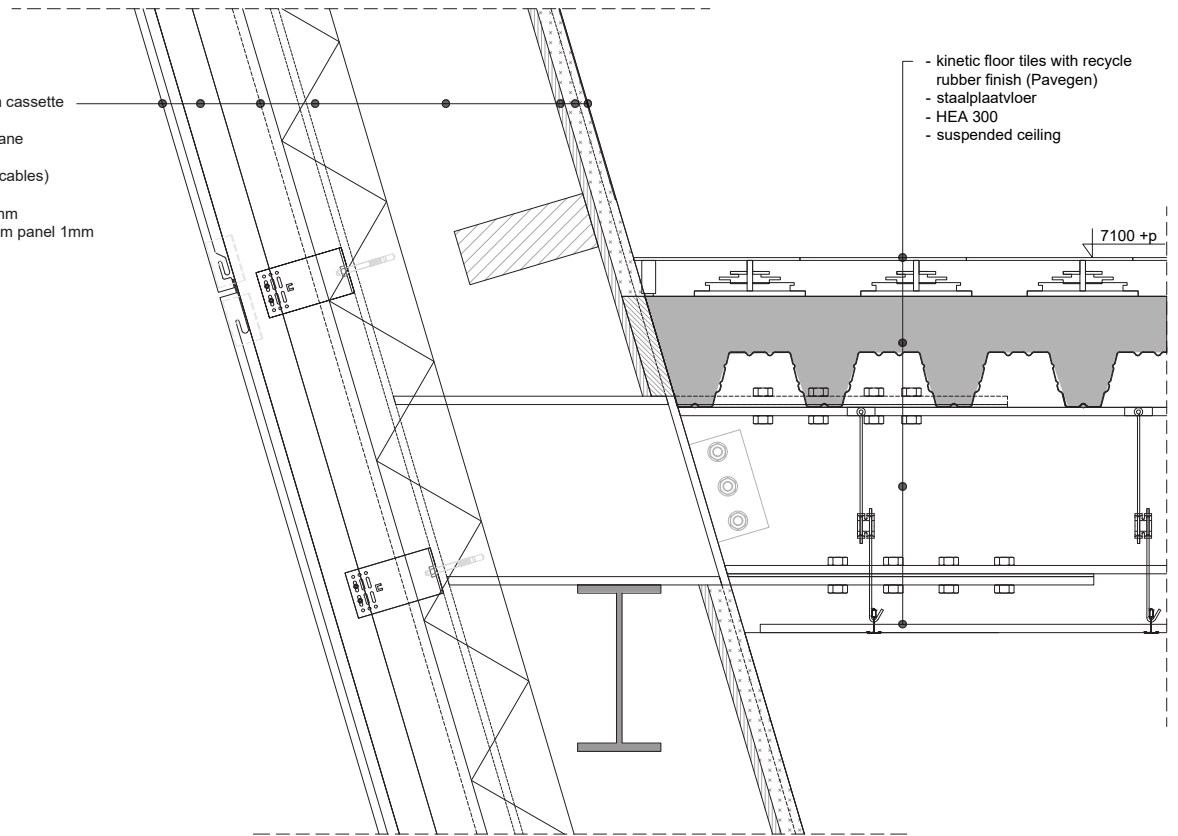 cassette
ane
cables)
m panel 1mm
- kinetic floor tiles with recycle
rubber finish (Pavegen)
- staalplaatvloer
- HEA 300
- suspended ceiling
7100 +p